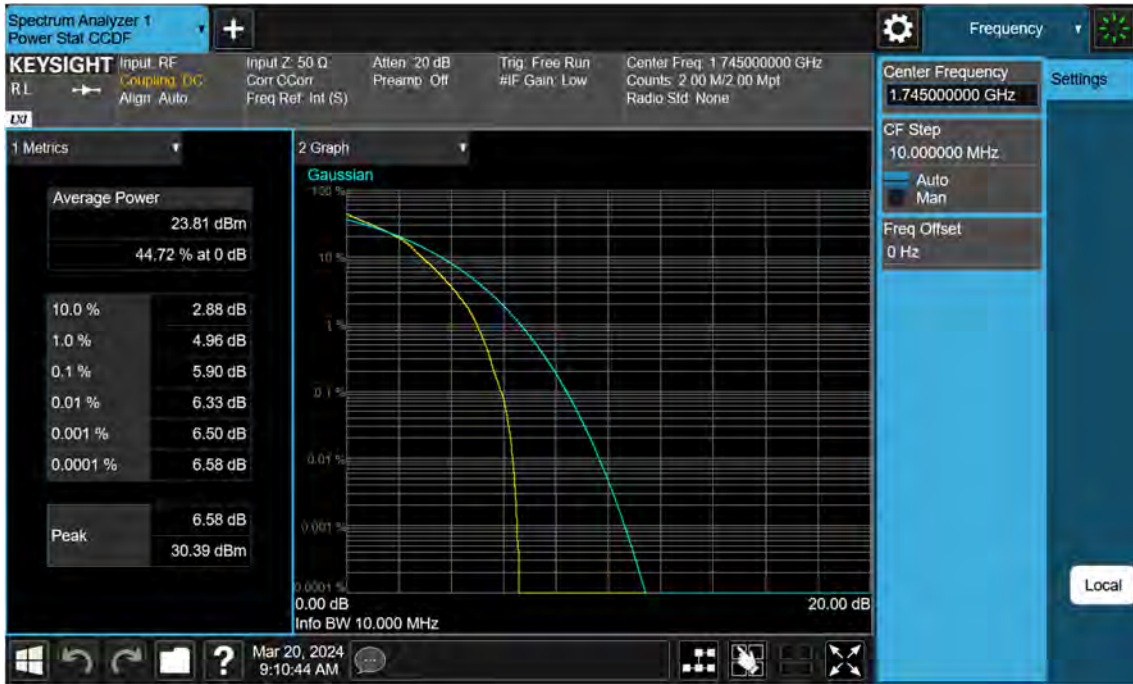 Spectrum Analyzer 1
Power Stat CCDF
+
Frequency
KEYSIGHT
RL
LXI
Input: RF
Coupling: DC
Align: Auto
Input Z: 50 Ω
Corr CCorr
Freq Ref: Int (S)
Atten: 20 dB
Preamp: Off
Trig: Free Run
#IF Gain: Low
Center Freq: 1.745000000 GHz
Counts: 2.00 M/2.00 Mpt
Radio Std: None
Center Frequency
1.745000000 GHz
Settings
CF Step
10.000000 MHz
Auto
Man
Freq Offset
0 Hz
1 Metrics
Average Power
23.81 dBm
44.72 % at 0 dB
10.0 % 2.88 dB
1.0 % 4.96 dB
0.1 % 5.90 dB
0.01 % 6.33 dB
0.001 % 6.50 dB
0.0001 % 6.58 dB
Peak
6.58 dB
30.39 dBm
2 Graph
Gaussian
100 %
10 %
1 %
0.1 %
0.01 %
0.001 %
0.0001 %
0.00 dB 20.00 dB
Info BW 10.000 MHz
Local
?
Mar 20, 2024
9:10:44 AM